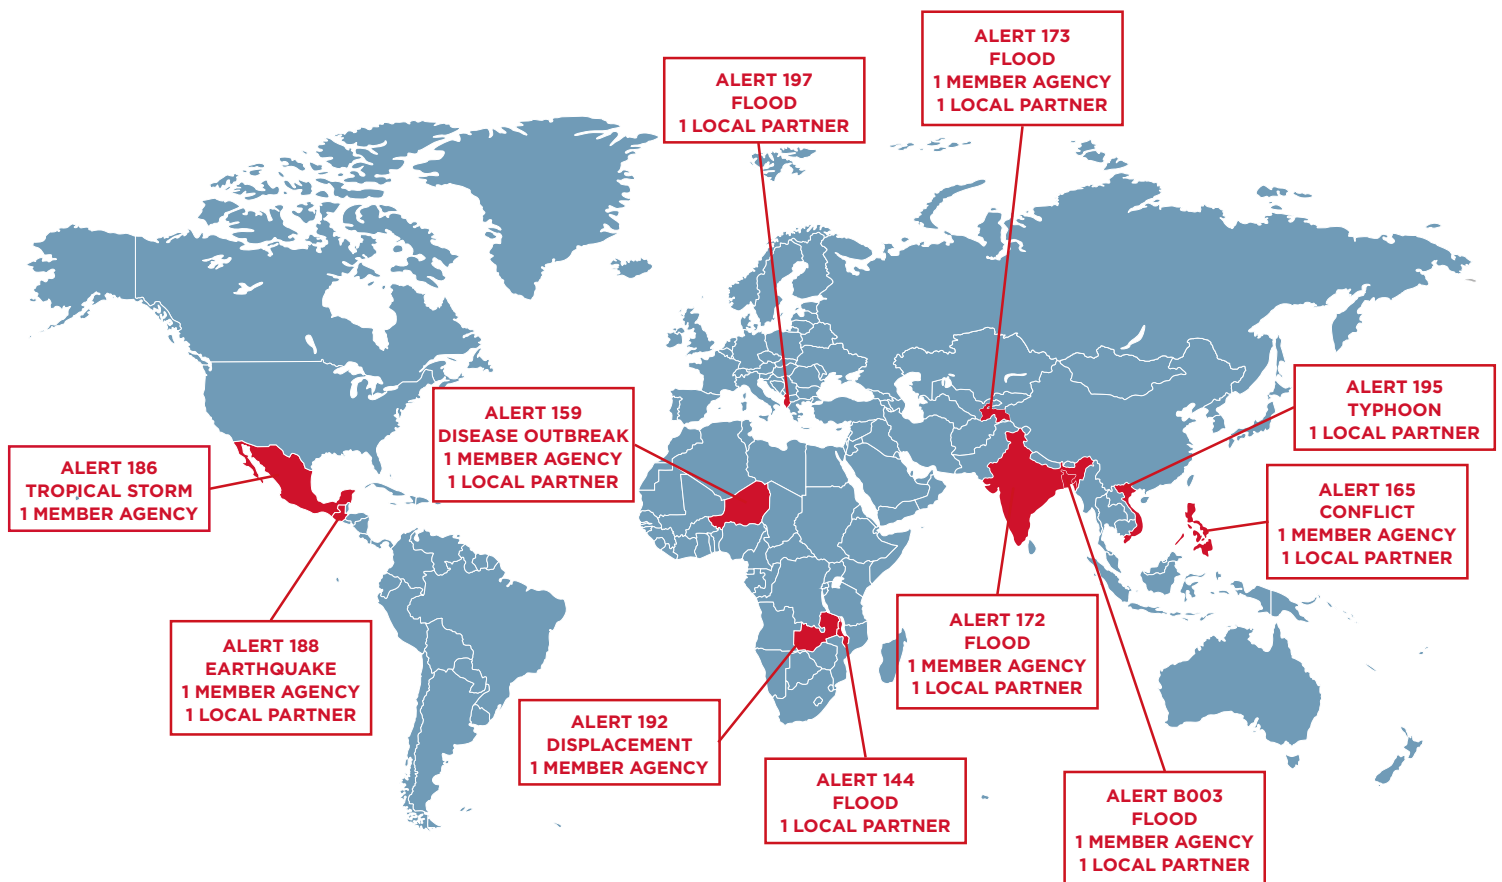 ALERT 173
FLOOD
1 MEMBER AGENCY
1 LOCAL PARTNER
ALERT 197
FLOOD
1 LOCAL PARTNER
ALERT 195
TYPHOON
1 LOCAL PARTNER
ALERT 159
DISEASE OUTBREAK
1 MEMBER AGENCY
1 LOCAL PARTNER
ALERT 186
TROPICAL STORM
1 MEMBER AGENCY
ALERT 165
CONFLICT
1 MEMBER AGENCY
1 LOCAL PARTNER
ALERT 172
FLOOD
1 MEMBER AGENCY
1 LOCAL PARTNER
ALERT 188
EARTHQUAKE
1 MEMBER AGENCY
1 LOCAL PARTNER
ALERT 192
DISPLACEMENT
1 MEMBER AGENCY
ALERT 144
FLOOD
1 LOCAL PARTNER
ALERT B003
FLOOD
1 MEMBER AGENCY
1 LOCAL PARTNER